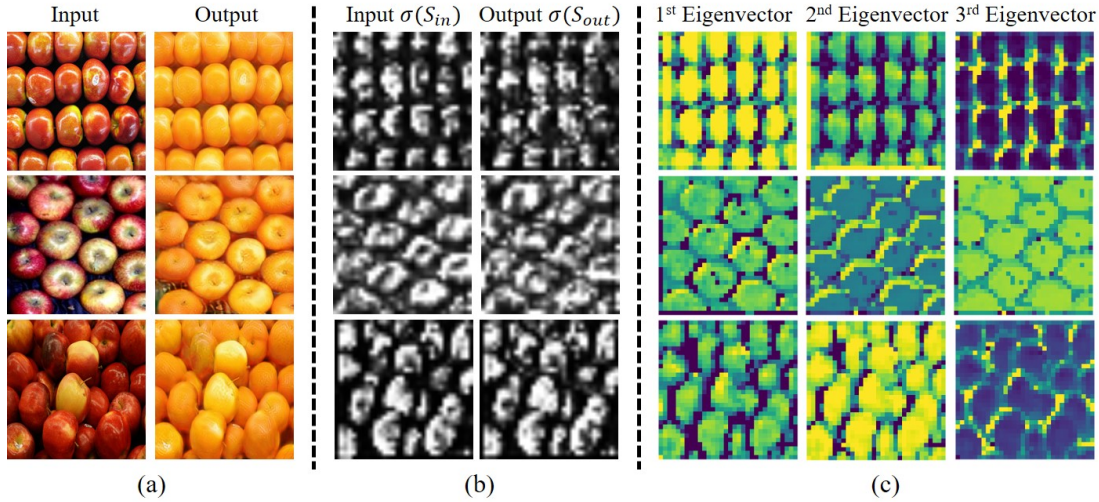 Input Output Input σ(S_in) Output σ(S_out) 1st Eigenvector 2nd Eigenvector 3rd Eigenvector
(a) (b) (c)